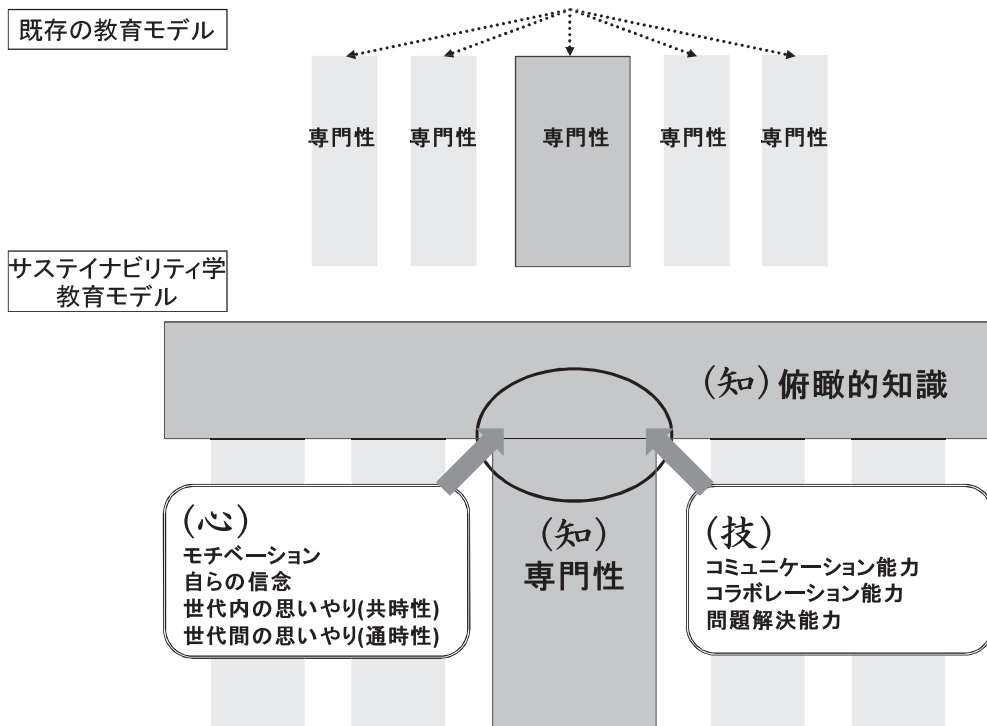 既存の教育モデル
専門性
専門性
専門性
専門性
専門性
サステイナビリティ学
教育モデル
(知)俯瞰的知識
(心)
モチベーション
自らの信念
世代内の思いやり(共時性)
世代間の思いやり(通時性)
(知)
専門性
(技)
コミュニケーション能力
コラボレーション能力
問題解決能力